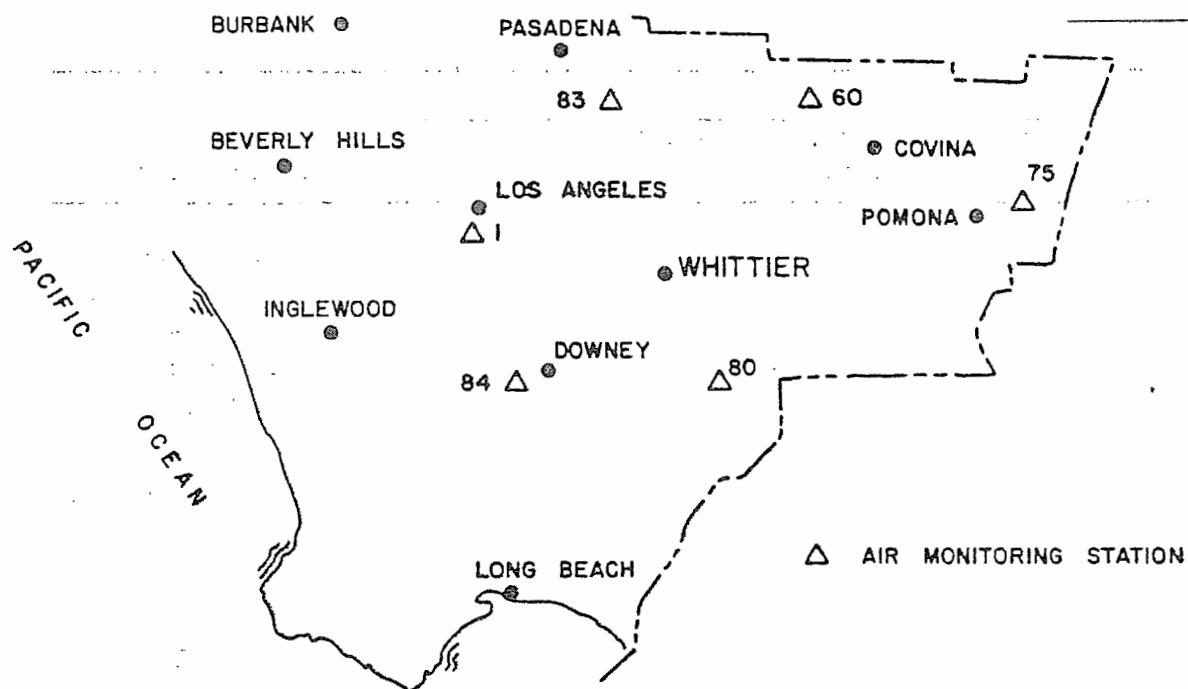 BURBANK
PASADENA
83
60
BEVERLY HILLS
COVINA
75
LOS ANGELES
POMONA
1
WHITTIER
PACIFIC
INGLEWOOD
DOWNEY
84
80
OCEAN
AIR MONITORING STATION
LONG BEACH